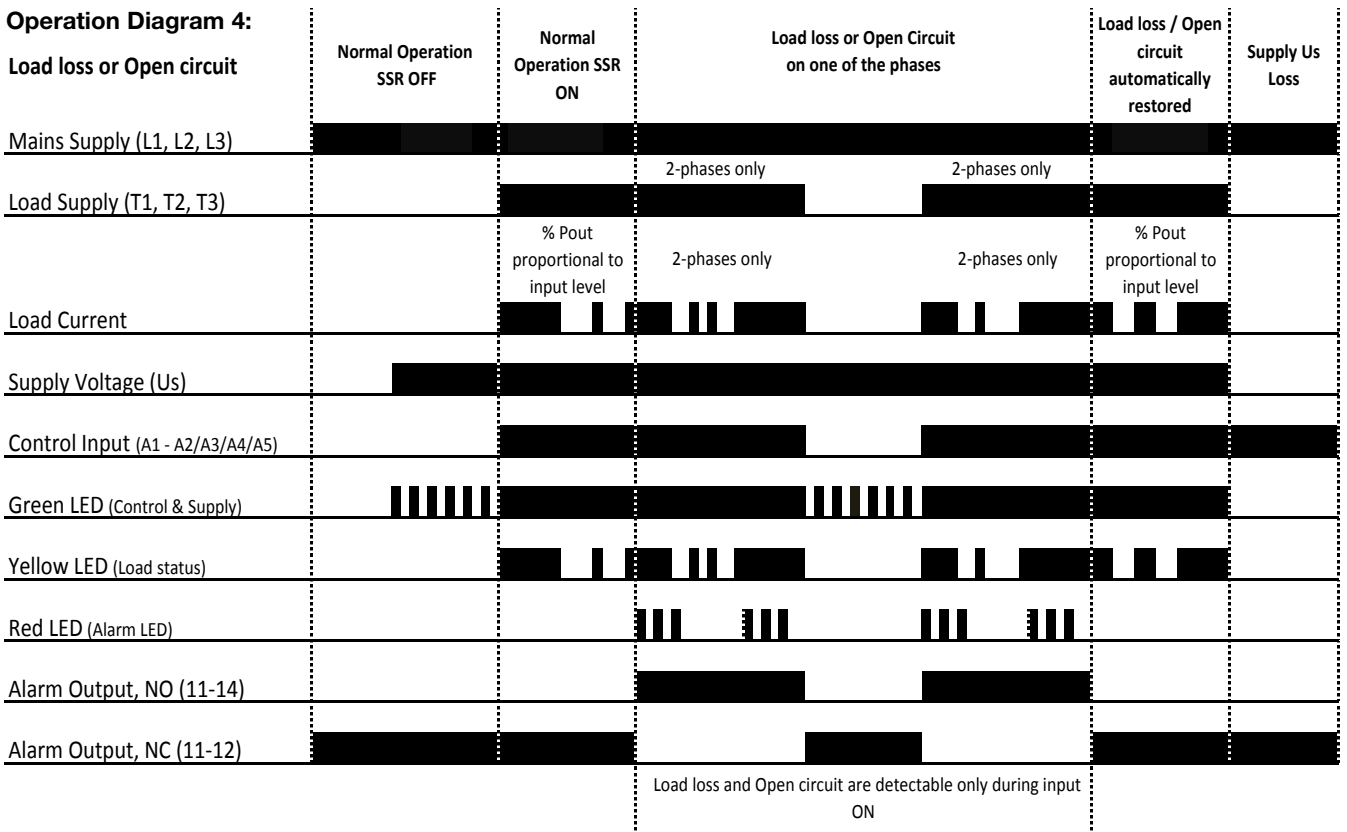 Operation Diagram 4:
Load loss or Open circuit
Normal Operation
SSR OFF
Normal
Operation SSR
ON
Load loss or Open Circuit
on one of the phases
Load loss / Open
circuit
automatically
restored
Supply Us
Loss
Mains Supply (L1, L2, L3)
2-phases only
2-phases only
Load Supply (T1, T2, T3)
% Pout
proportional to
input level
2-phases only
2-phases only
% Pout
proportional to
input level
Load Current
Supply Voltage (Us)
Control Input (A1 - A2/A3/A4/A5)
Green LED (Control & Supply)
Yellow LED (Load status)
Red LED (Alarm LED)
Alarm Output, NO (11-14)
Alarm Output, NC (11-12)
Load loss and Open circuit are detectable only during input
ON